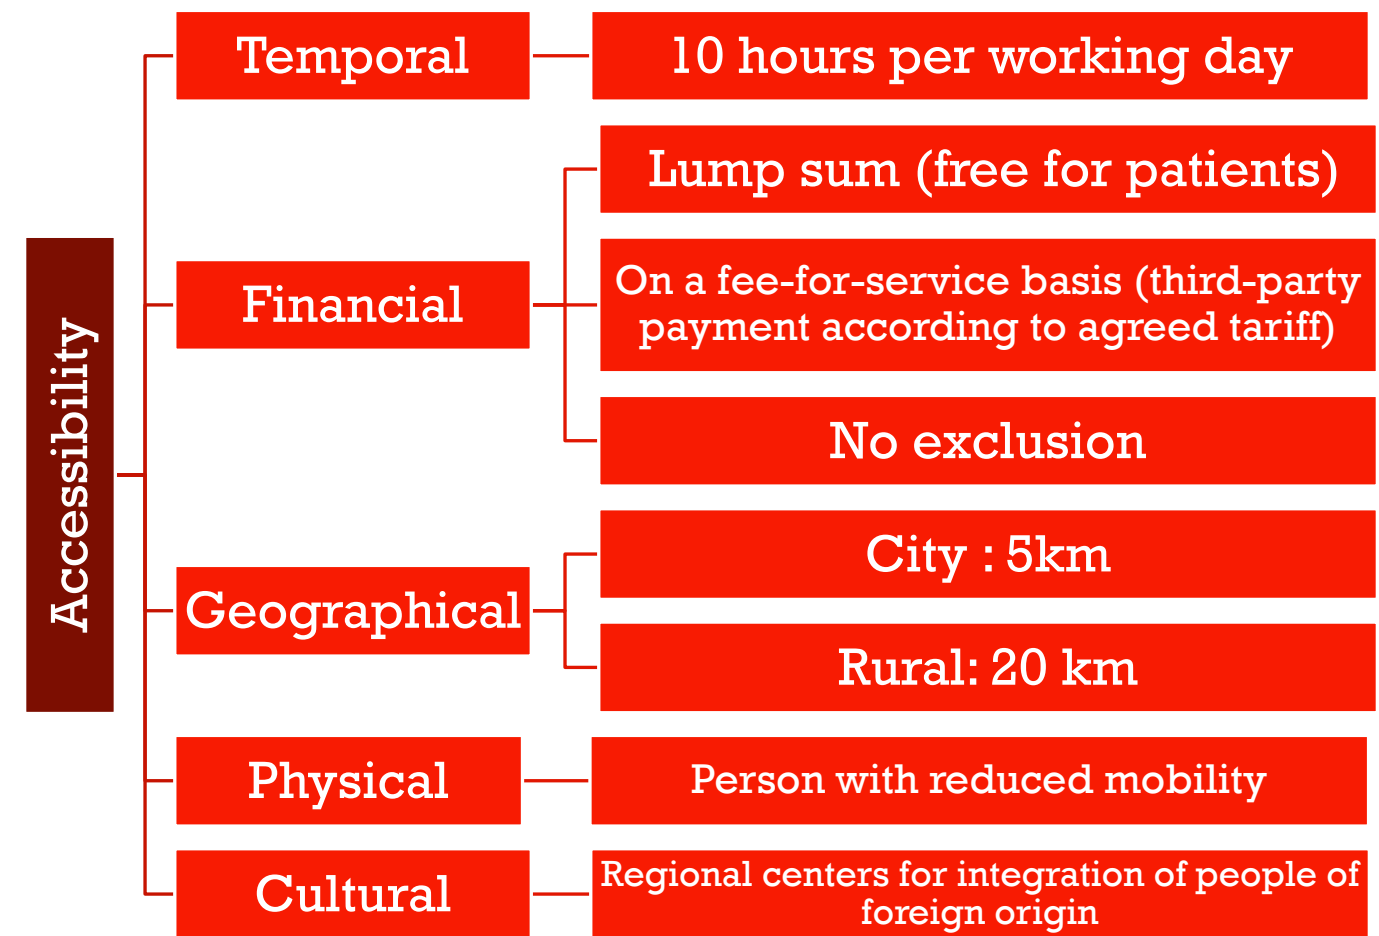 Accessibility
Temporal
10 hours per working day
Financial
Lump sum (free for patients)
On a fee-for-service basis (third-party
payment according to agreed tariff)
No exclusion
Geographical
City : 5km
Rural: 20 km
Physical
Person with reduced mobility
Cultural
Regional centers for integration of people of
foreign origin